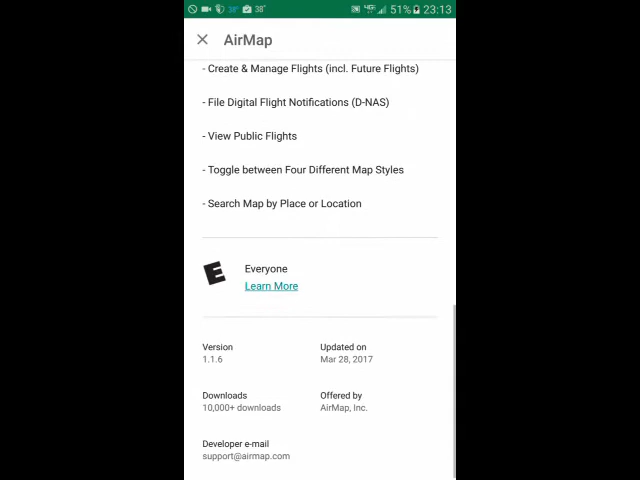 38° 38° 4G 51% 23:13
AirMap
- Create & Manage Flights (incl. Future Flights)
- File Digital Flight Notifications (D-NAS)
- View Public Flights
- Toggle between Four Different Map Styles
- Search Map by Place or Location
E Everyone
Learn More
Version Updated on
1.1.6 Mar 28, 2017
Downloads Offered by
10,000+ downloads AirMap, Inc.
Developer e-mail
support@airmap.com